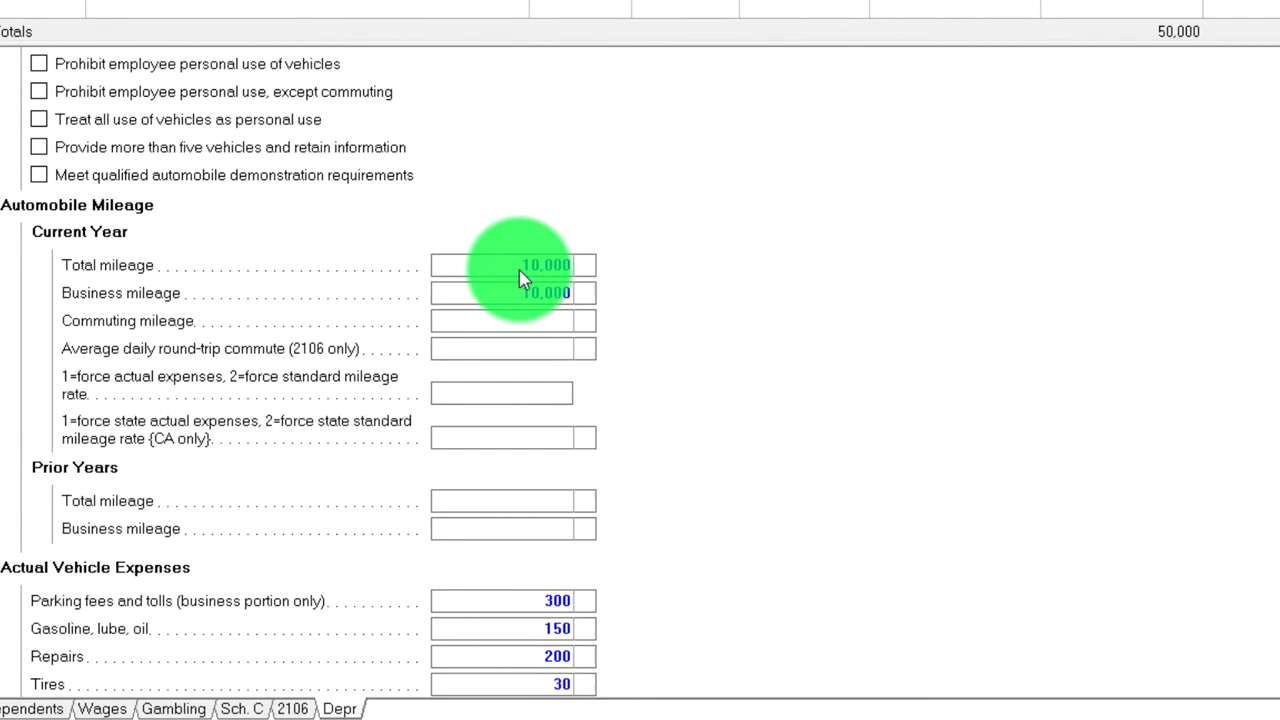 otals 50,000
Prohibit employee personal use of vehicles
Prohibit employee personal use, except commuting
Treat all use of vehicles as personal use
Provide more than five vehicles and retain information
Meet qualified automobile demonstration requirements
Automobile Mileage
Current Year
Total mileage 10,000
Business mileage 10,000
Commuting mileage
Average daily round-trip commute (2106 only)
1=force actual expenses, 2=force standard mileage
rate
1=force state actual expenses, 2=force state standard
mileage rate {CA only}
Prior Years
Total mileage
Business mileage
Actual Vehicle Expenses
Parking fees and tolls (business portion only) 300
Gasoline, lube, oil 150
Repairs 200
Tires 30
ependents Wages Gambling Sch. C 2106 Depr